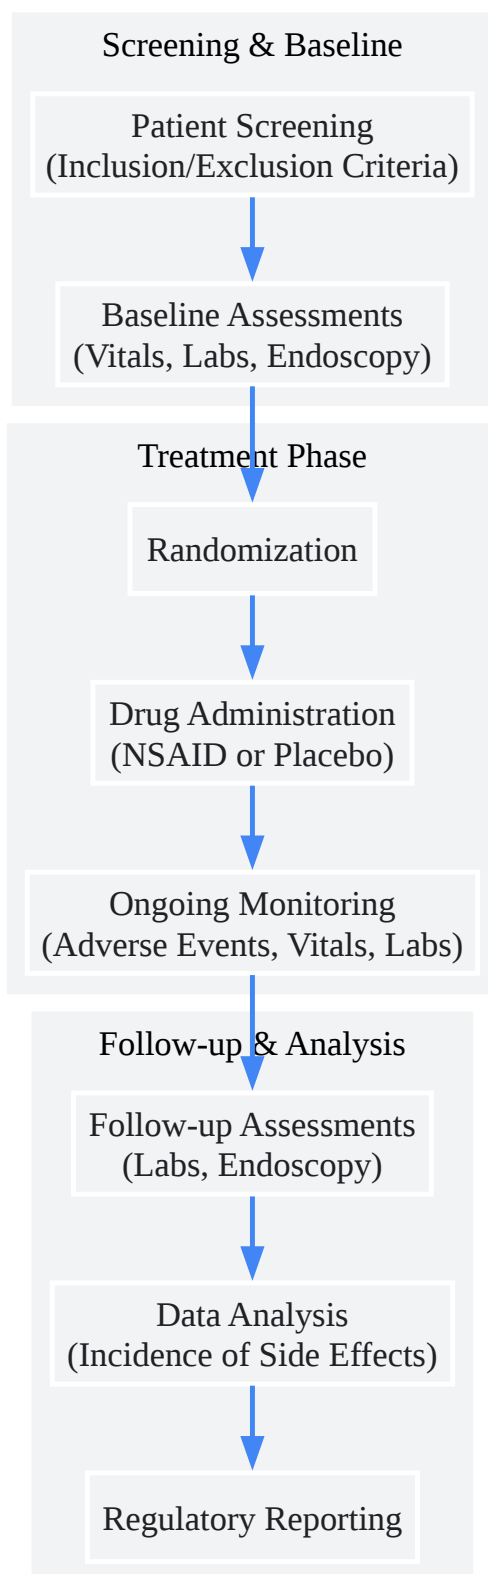 Screening & Baseline
Patient Screening
(Inclusion/Exclusion Criteria)
Baseline Assessments
(Vitals, Labs, Endoscopy)
Treatment Phase
Randomization
Drug Administration
(NSAID or Placebo)
Ongoing Monitoring
(Adverse Events, Vitals, Labs)
Follow-up & Analysis
Follow-up Assessments
(Labs, Endoscopy)
Data Analysis
(Incidence of Side Effects)
Regulatory Reporting